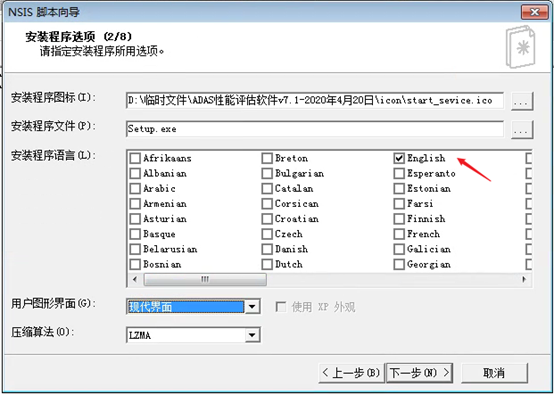 NSIS 脚本向导
安装程序选项 (2/8)
请指定安装程序所用选项。
安装程序图标(I):
D:\临时文件\ADAS性能评估软件v7.1-2020年4月20日\icon\start_sevice.ico
...
安装程序文件(F):
Setup.exe
...
安装程序语言(L):
Afrikaans Breton English
Albanian Bulgarian Esperanto
Arabic Catalan Estonian
Armenian Corsican Farsi
Asturian Croatian Finnish
Basque Czech French
Belarusian Danish Galician
Bosnian Dutch Georgian
用户图形界面(G):
现代界面
使用 XP 外观
压缩算法(O):
LZMA
< 上一步(B) 下一步(N) > 取消